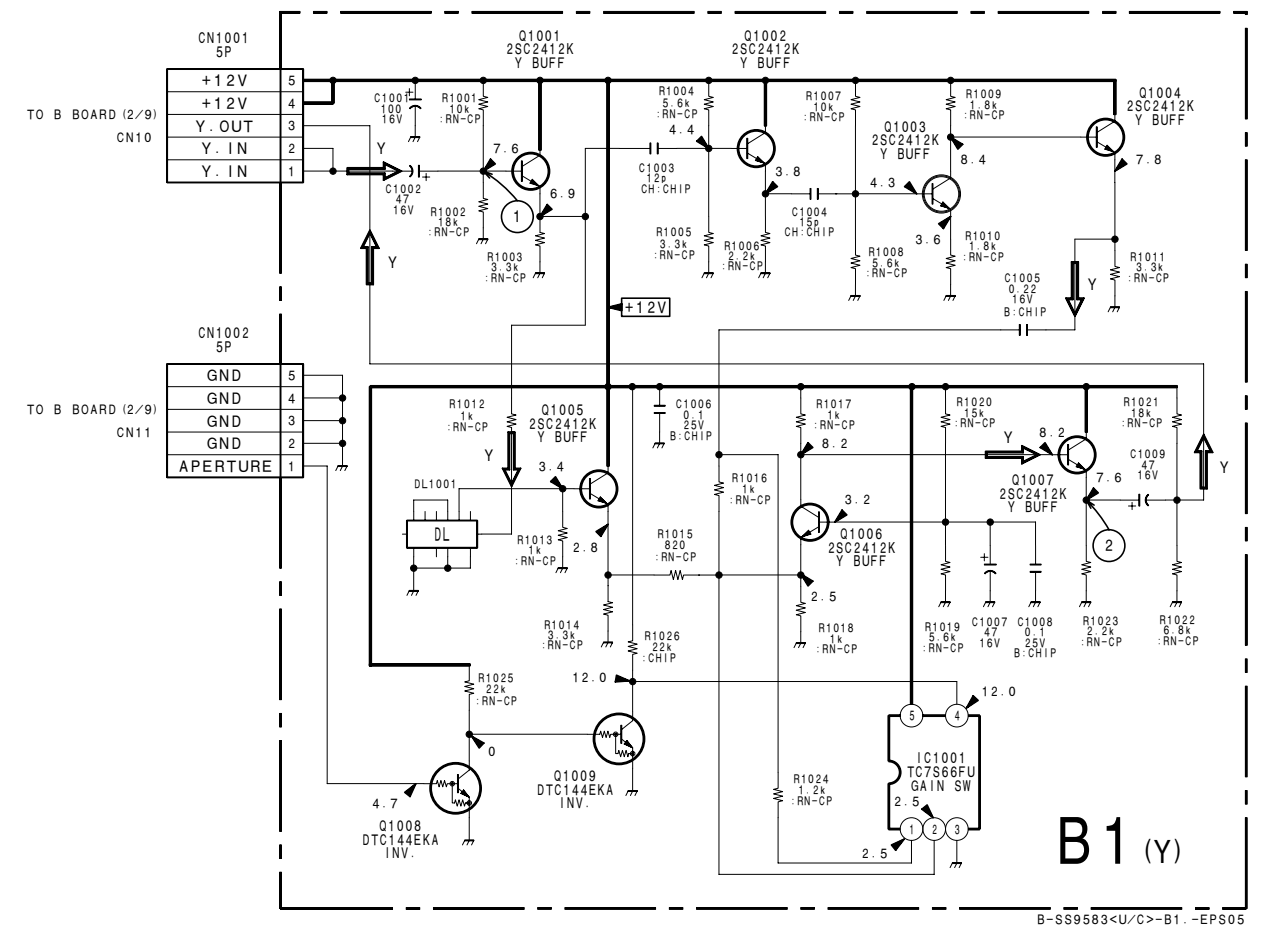 CN1001
5P
+12V 5
+12V 4
Y.OUT 3
Y.IN 2
Y.IN 1
TO B BOARD (2/9)
CN10
CN1002
5P
GND 5
GND 4
GND 3
GND 2
APERTURE 1
TO B BOARD (2/9)
CN11
C1001
100
16V
R1001
10k
:RN-CP
Q1001
2SC2412K
Y BUFF
7.6
6.9
Y
C1002
47
16V
R1002
18k
:RN-CP
1
R1003
3.3k
:RN-CP
Y
R1004
5.6k
:RN-CP
4.4
Q1002
2SC2412K
Y BUFF
C1003
12p
CH:CHIP
3.8
R1005
3.3k
:RN-CP
R1006
2.2k
:RN-CP
C1004
15p
CH:CHIP
R1007
10k
:RN-CP
Q1003
2SC2412K
Y BUFF
4.3
3.6
R1008
5.6k
:RN-CP
R1009
1.8k
:RN-CP
8.4
R1010
1.8k
:RN-CP
Q1004
2SC2412K
Y BUFF
7.8
R1011
3.3k
:RN-CP
C1005
0.22
16V
B:CHIP
Y
+12V
R1012
1k
:RN-CP
Y
DL1001
DL
Q1005
2SC2412K
Y BUFF
3.4
R1013
1k
:RN-CP
2.8
R1014
3.3k
:RN-CP
C1006
0.1
25V
B:CHIP
R1015
820
:RN-CP
R1016
1k
:RN-CP
R1017
1k
:RN-CP
8.2
3.2
Q1006
2SC2412K
Y BUFF
2.5
R1018
1k
:RN-CP
R1020
15k
:RN-CP
Y
8.2
Q1007
2SC2412K
Y BUFF
7.6
2
R1021
18k
:RN-CP
C1009
47
16V
Y
R1019
5.6k
:RN-CP
C1007
47
16V
C1008
0.1
25V
B:CHIP
R1023
2.2k
:RN-CP
R1022
6.8k
:RN-CP
R1026
22k
:CHIP
12.0
R1025
22k
:RN-CP
0
4.7
Q1008
DTC144EKA
INV.
Q1009
DTC144EKA
INV.
R1024
1.2k
:RN-CP
5 4
12.0
IC1001
TC7S66FU
GAIN SW
2.5
1 2 3
2.5
B1 (Y)
B-SS9583<U/C>-B1.-EPS05